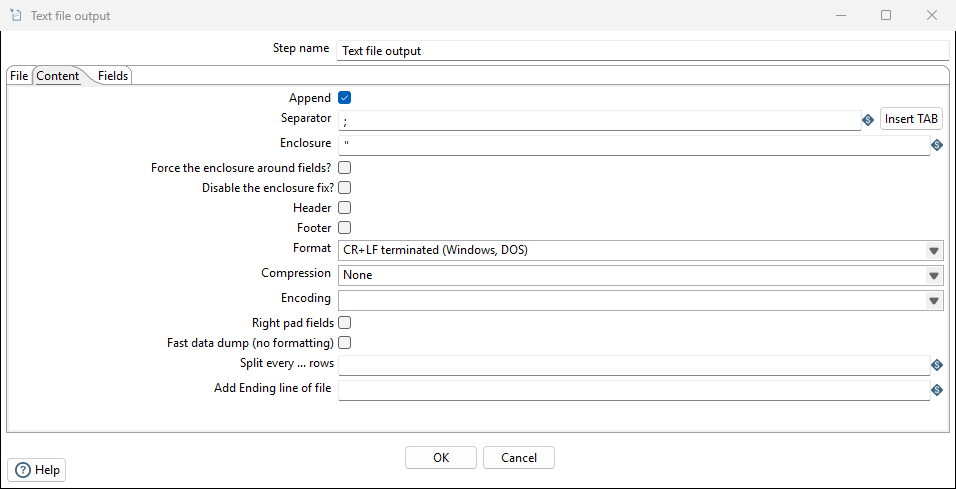 Text file output
Step name Text file output
File Content Fields
Append
Separator ; Insert TAB
Enclosure "
Force the enclosure around fields?
Disable the enclosure fix?
Header
Footer
Format CR+LF terminated (Windows, DOS)
Compression None
Encoding
Right pad fields
Fast data dump (no formatting)
Split every ... rows
Add Ending line of file
OK Cancel
Help